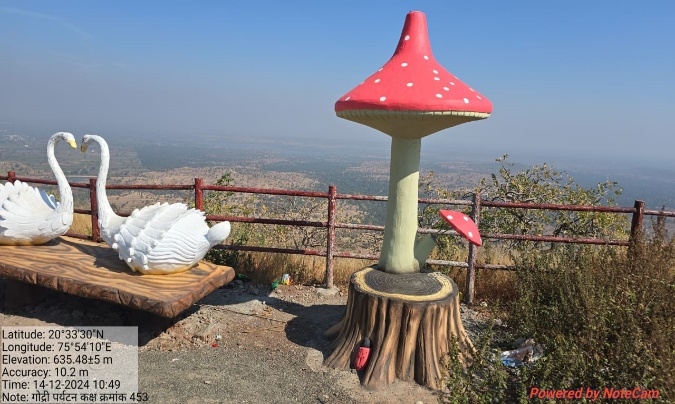 Latitude: 20°33'30"N
Longitude: 75°54'10"E
Elevation: 635.48±5 m
Accuracy: 10.2 m
Time: 14-12-2024 10:49
Note: गोद्री पर्यटन कक्ष क्रमांक 453
Powered by NoteCam